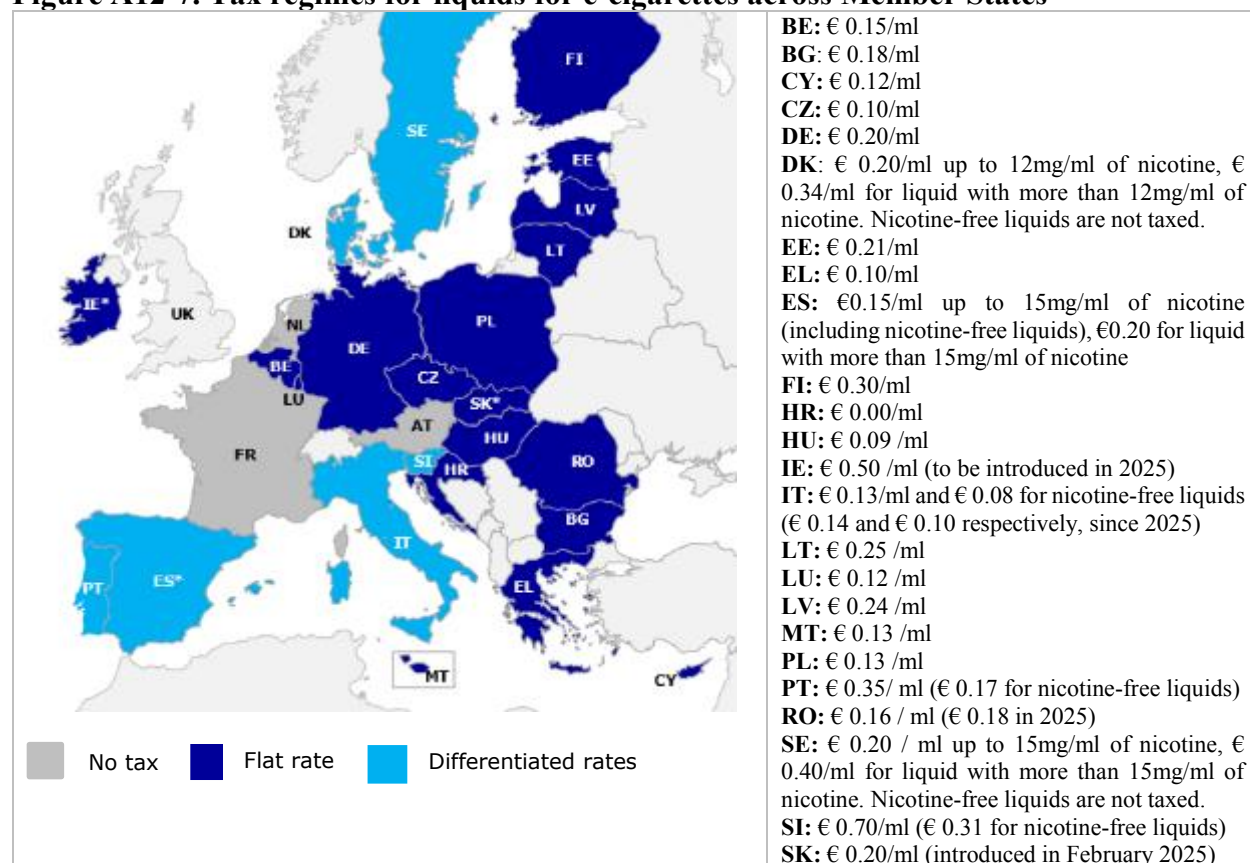 Figure A12-7: Tax regimes for liquids for e-cigarettes across Member States
FI
SE
EE
LV
DK
LT
IE*
UK
NL
PL
DE
BE
CZ
LU
SK*
AT
HU
FR
SI
HR
RO
BG
IT
PT
ES*
EL
MT
CY
No tax
Flat rate
Differentiated rates
BE: € 0.15/ml
BG: € 0.18/ml
CY: € 0.12/ml
CZ: € 0.10/ml
DE: € 0.20/ml
DK: € 0.20/ml up to 12mg/ml of nicotine, €
0.34/ml for liquid with more than 12mg/ml of
nicotine. Nicotine-free liquids are not taxed.
EE: € 0.21/ml
EL: € 0.10/ml
ES: €0.15/ml up to 15mg/ml of nicotine
(including nicotine-free liquids), €0.20 for liquid
with more than 15mg/ml of nicotine
FI: € 0.30/ml
HR: € 0.00/ml
HU: € 0.09 /ml
IE: € 0.50 /ml (to be introduced in 2025)
IT: € 0.13/ml and € 0.08 for nicotine-free liquids
(€ 0.14 and € 0.10 respectively, since 2025)
LT: € 0.25 /ml
LU: € 0.12 /ml
LV: € 0.24 /ml
MT: € 0.13 /ml
PL: € 0.13 /ml
PT: € 0.35/ ml (€ 0.17 for nicotine-free liquids)
RO: € 0.16 / ml (€ 0.18 in 2025)
SE: € 0.20 / ml up to 15mg/ml of nicotine, €
0.40/ml for liquid with more than 15mg/ml of
nicotine. Nicotine-free liquids are not taxed.
SI: € 0.70/ml (€ 0.31 for nicotine-free liquids)
SK: € 0.20/ml (introduced in February 2025)